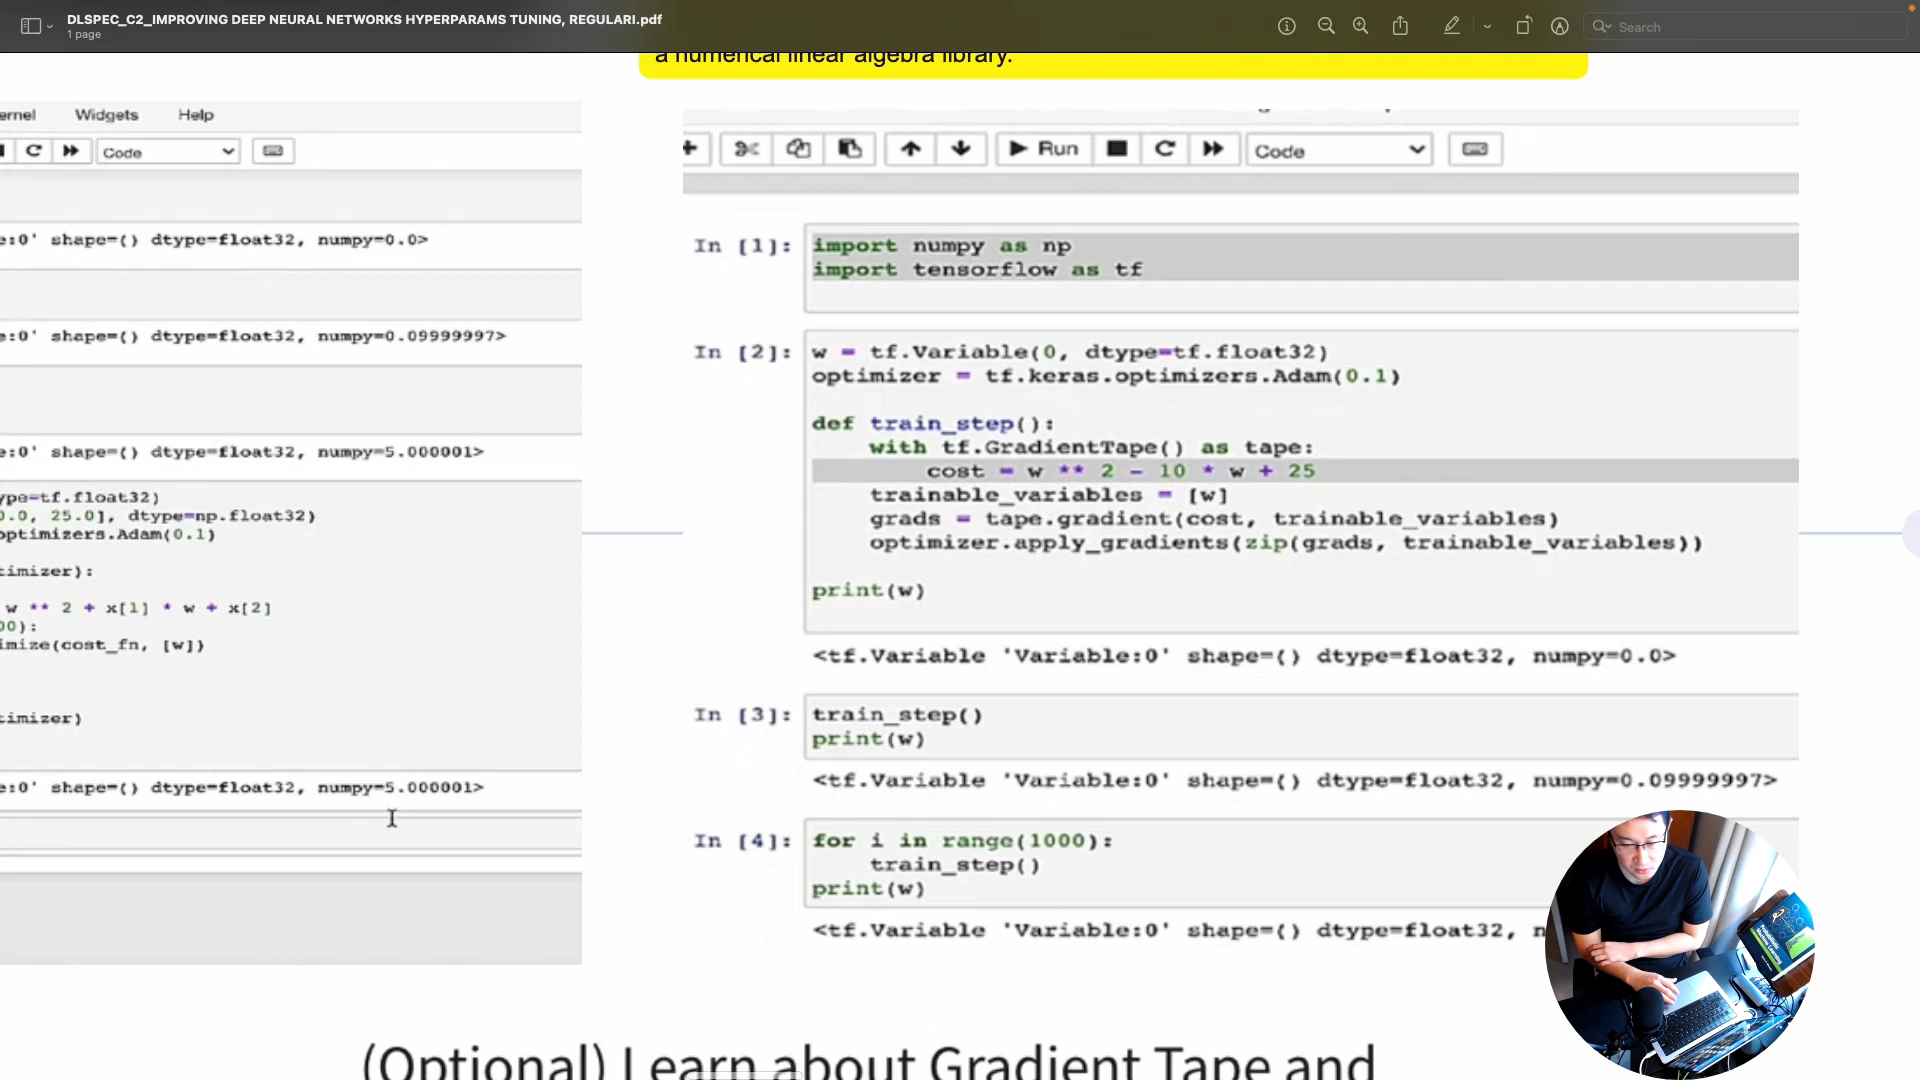 DLSPEC_C2_IMPROVING DEEP NEURAL NETWORKS HYPERPARAMS TUNING, REGULARI.pdf
1 page
Search
a numerical linear algebra library.
ernel Widgets Help
Code
e:0' shape=() dtype=float32, numpy=0.0>
e:0' shape=() dtype=float32, numpy=0.09999997>
e:0' shape=() dtype=float32, numpy=5.000001>
ype=tf.float32)
0.0, 25.0], dtype=np.float32)
optimizers.Adam(0.1)
timizer):
w ** 2 + x[1] * w + x[2]
00):
imize(cost_fn, [w])
timizer)
e:0' shape=() dtype=float32, numpy=5.000001>
Run Code
In [1]: import numpy as np
import tensorflow as tf
In [2]: w = tf.Variable(0, dtype=tf.float32)
optimizer = tf.keras.optimizers.Adam(0.1)
def train_step():
with tf.GradientTape() as tape:
cost = w ** 2 - 10 * w + 25
trainable_variables = [w]
grads = tape.gradient(cost, trainable_variables)
optimizer.apply_gradients(zip(grads, trainable_variables))
print(w)
<tf.Variable 'Variable:0' shape=() dtype=float32, numpy=0.0>
In [3]: train_step()
print(w)
<tf.Variable 'Variable:0' shape=() dtype=float32, numpy=0.09999997>
In [4]: for i in range(1000):
train_step()
print(w)
<tf.Variable 'Variable:0' shape=() dtype=float32, n
(Optional) Learn about Gradient Tape and